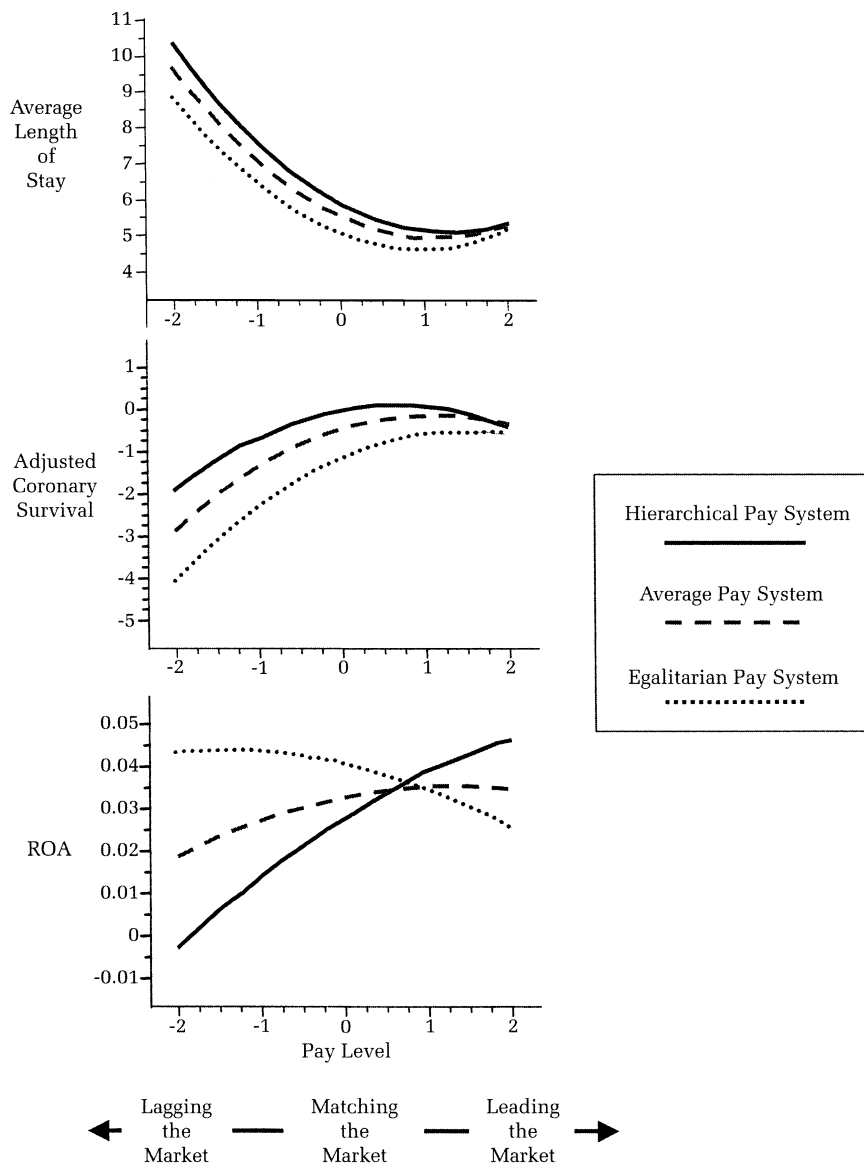 11
10
9
8
7
6
5
4
Average
Length
of
Stay
-2 -1 0 1 2
1
0
-1
-2
-3
-4
-5
Adjusted
Coronary
Survival
-2 -1 0 1 2
Hierarchical Pay System
Average Pay System
Egalitarian Pay System
0.05
0.04
0.03
0.02
0.01
0
-0.01
ROA
-2 -1 0 1 2
Pay Level
Lagging
the
Market
Matching
the
Market
Leading
the
Market